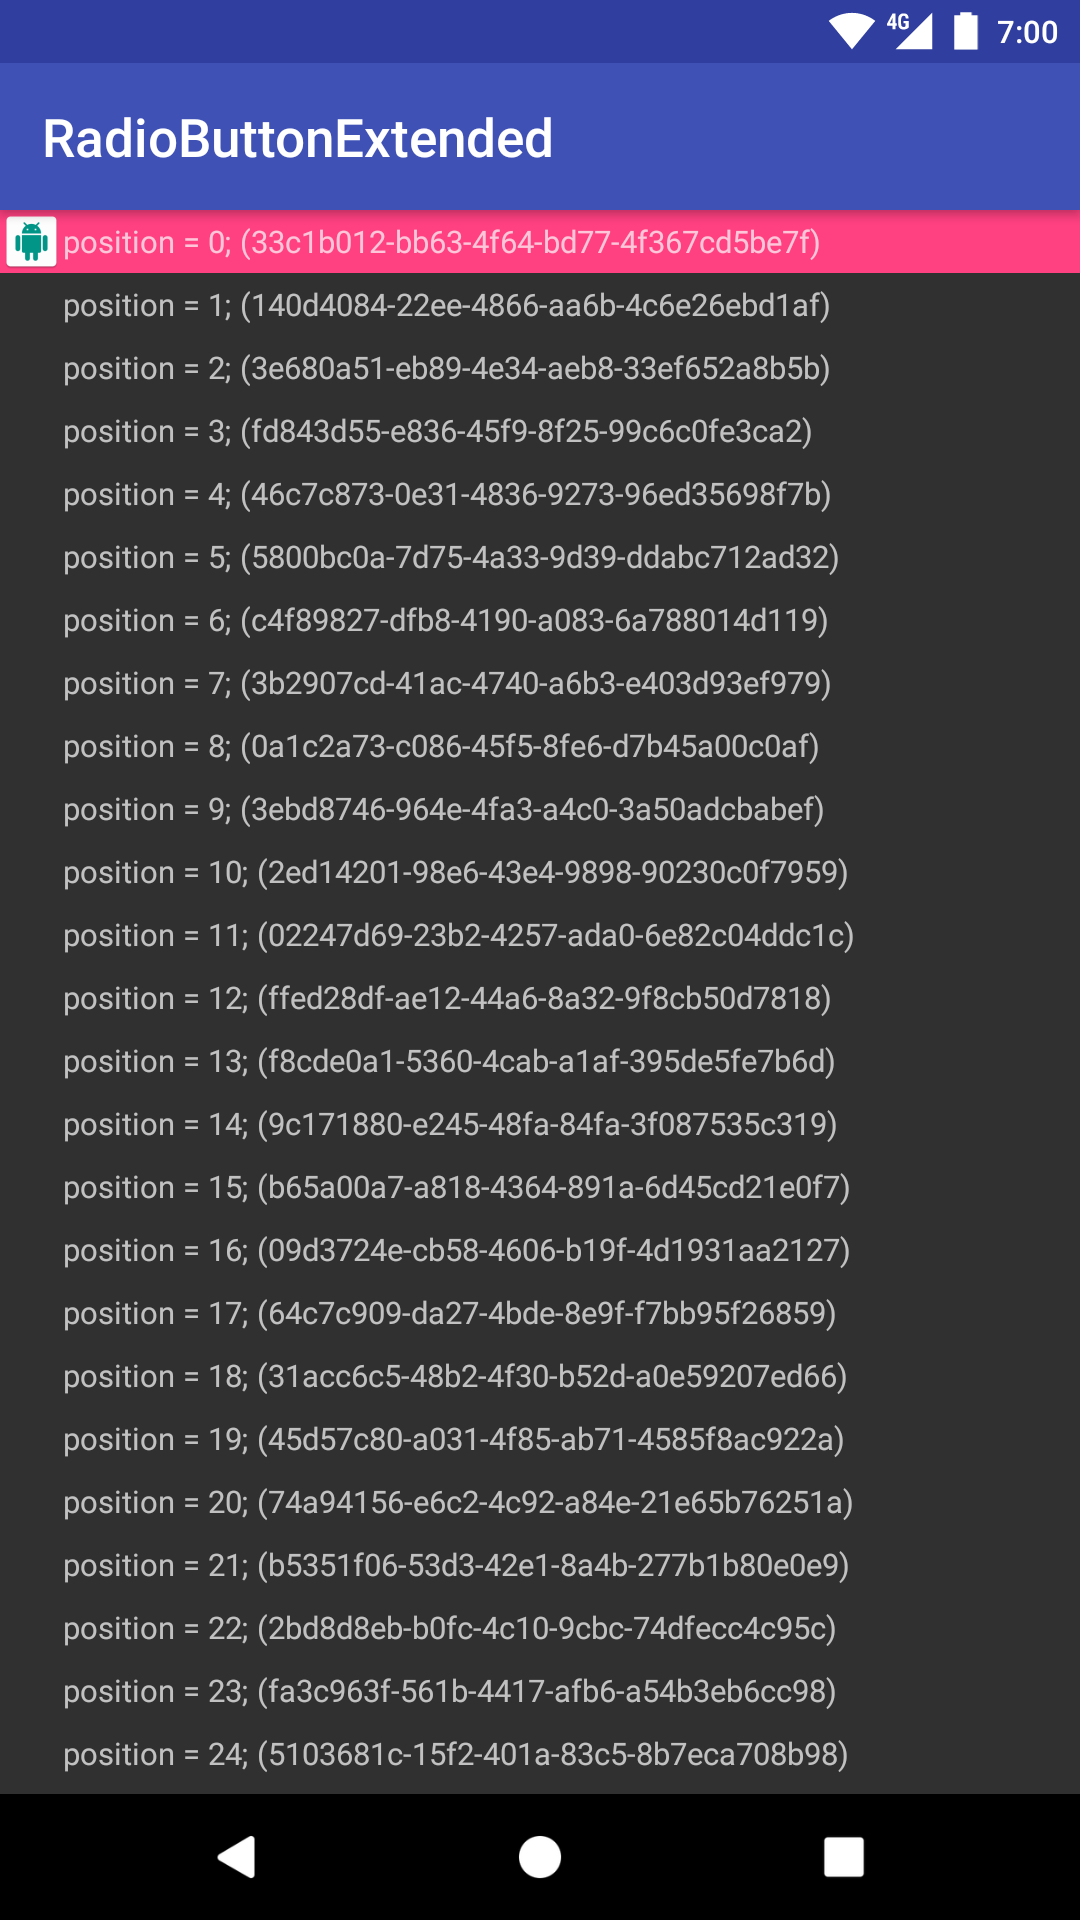 4G 7:00
RadioButtonExtended
position = 0; (33c1b012-bb63-4f64-bd77-4f367cd5be7f)
position = 1; (140d4084-22ee-4866-aa6b-4c6e26ebd1af)
position = 2; (3e680a51-eb89-4e34-aeb8-33ef652a8b5b)
position = 3; (fd843d55-e836-45f9-8f25-99c6c0fe3ca2)
position = 4; (46c7c873-0e31-4836-9273-96ed35698f7b)
position = 5; (5800bc0a-7d75-4a33-9d39-ddabc712ad32)
position = 6; (c4f89827-dfb8-4190-a083-6a788014d119)
position = 7; (3b2907cd-41ac-4740-a6b3-e403d93ef979)
position = 8; (0a1c2a73-c086-45f5-8fe6-d7b45a00c0af)
position = 9; (3ebd8746-964e-4fa3-a4c0-3a50adcbabef)
position = 10; (2ed14201-98e6-43e4-9898-90230c0f7959)
position = 11; (02247d69-23b2-4257-ada0-6e82c04ddc1c)
position = 12; (ffed28df-ae12-44a6-8a32-9f8cb50d7818)
position = 13; (f8cde0a1-5360-4cab-a1af-395de5fe7b6d)
position = 14; (9c171880-e245-48fa-84fa-3f087535c319)
position = 15; (b65a00a7-a818-4364-891a-6d45cd21e0f7)
position = 16; (09d3724e-cb58-4606-b19f-4d1931aa2127)
position = 17; (64c7c909-da27-4bde-8e9f-f7bb95f26859)
position = 18; (31acc6c5-48b2-4f30-b52d-a0e59207ed66)
position = 19; (45d57c80-a031-4f85-ab71-4585f8ac922a)
position = 20; (74a94156-e6c2-4c92-a84e-21e65b76251a)
position = 21; (b5351f06-53d3-42e1-8a4b-277b1b80e0e9)
position = 22; (2bd8d8eb-b0fc-4c10-9cbc-74dfecc4c95c)
position = 23; (fa3c963f-561b-4417-afb6-a54b3eb6cc98)
position = 24; (5103681c-15f2-401a-83c5-8b7eca708b98)